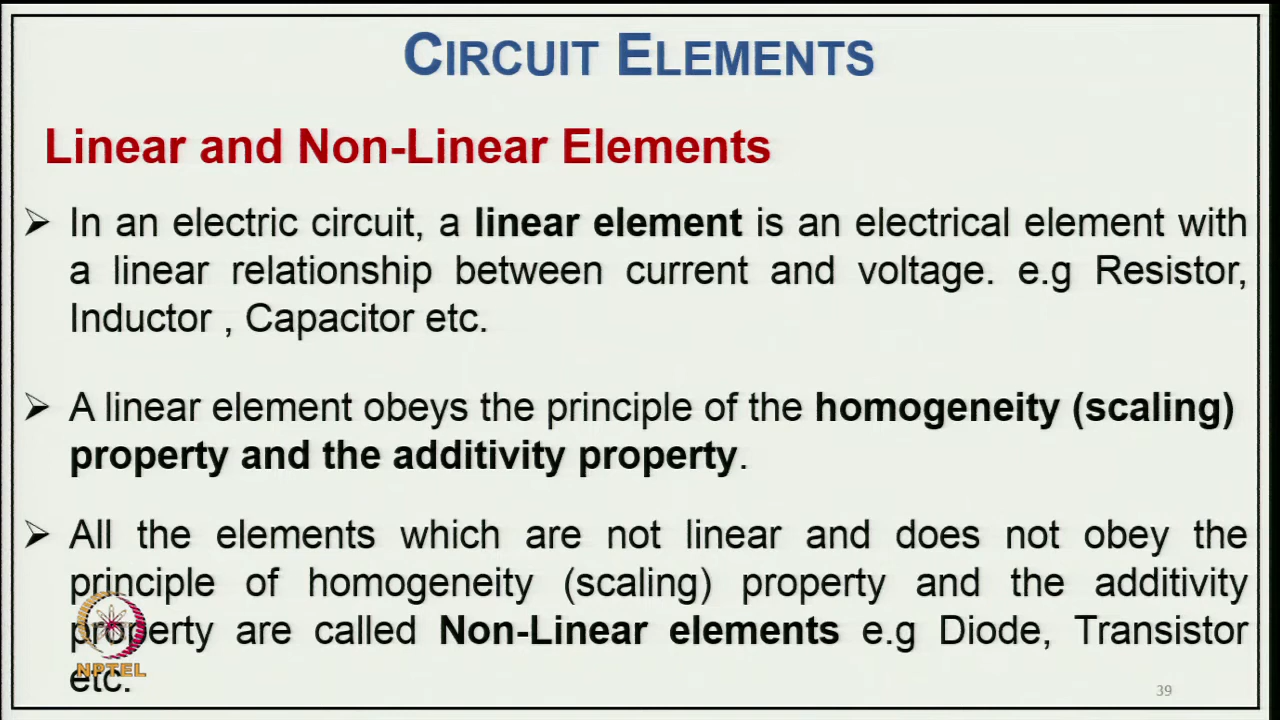 CIRCUIT ELEMENTS
Linear and Non-Linear Elements
➢ In an electric circuit, a linear element is an electrical element with
a linear relationship between current and voltage. e.g Resistor,
Inductor , Capacitor etc.
➢ A linear element obeys the principle of the homogeneity (scaling)
property and the additivity property.
➢ All the elements which are not linear and does not obey the
principle of homogeneity (scaling) property and the additivity
property are called Non-Linear elements e.g Diode, Transistor
etc.
NPTEL
39